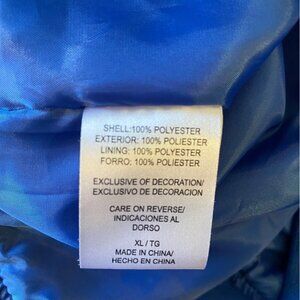 SHELL:100% POLYESTER
EXTERIOR: 100% POLIESTER
LINING: 100% POLYESTER
FORRO: 100% POLIESTER
EXCLUSIVE OF DECORATION/
EXCLUSIVO DE DECORACION
CARE ON REVERSE/
INDICACIONES AL
DORSO
XL / TG
MADE IN CHINA/
HECHO EN CHINA